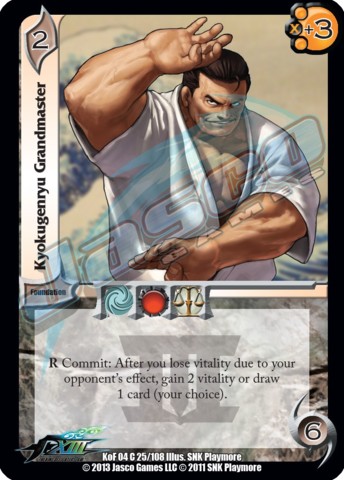 2
x +3
Kyokugenryu Grandmaster
JASCO
Foundation
R Commit: After you lose vitality due to your
opponent's effect, gain 2 vitality or draw
1 card (your choice).
6
XIII
KoF 04 C 25/108 Illus. SNK Playmore
© 2013 Jasco Games LLC © 2011 SNK Playmore